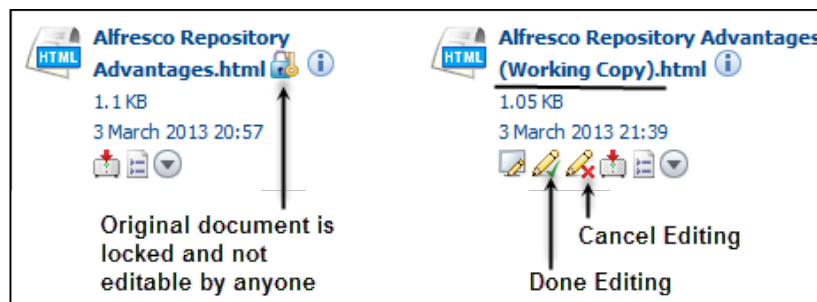 HTML
Alfresco Repository
Advantages.html
1.1 KB
3 March 2013 20:57
Original document is
locked and not
editable by anyone
HTML
Alfresco Repository Advantages
(Working Copy).html
1.05 KB
3 March 2013 21:39
Cancel Editing
Done Editing